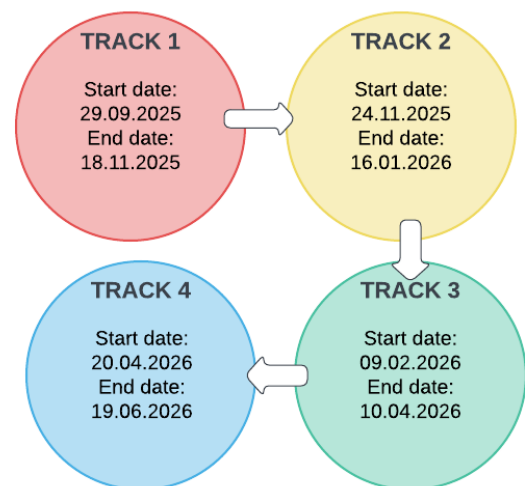 TRACK 1
Start date:
29.09.2025
End date:
18.11.2025
TRACK 2
Start date:
24.11.2025
End date:
16.01.2026
TRACK 3
Start date:
09.02.2026
End date:
10.04.2026
TRACK 4
Start date:
20.04.2026
End date:
19.06.2026